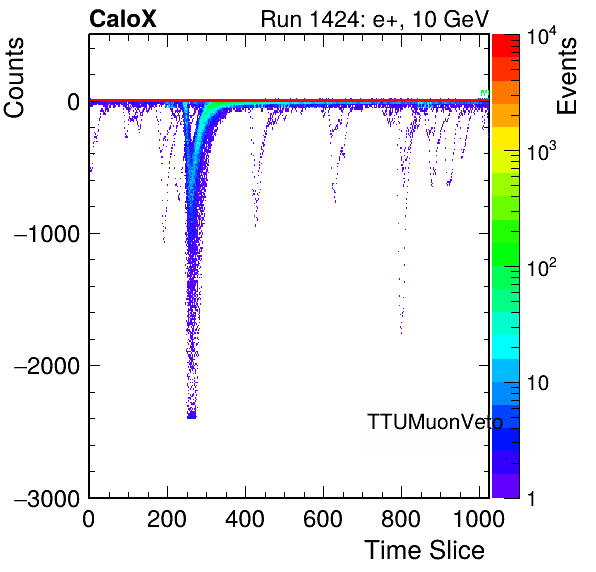 CaloX Run 1424: e+, 10 GeV
Counts
0
−1000
−2000
−3000
0 200 400 600 800 1000
Time Slice
TTUMuonVeto
Events
10^4
10^3
10^2
10
1